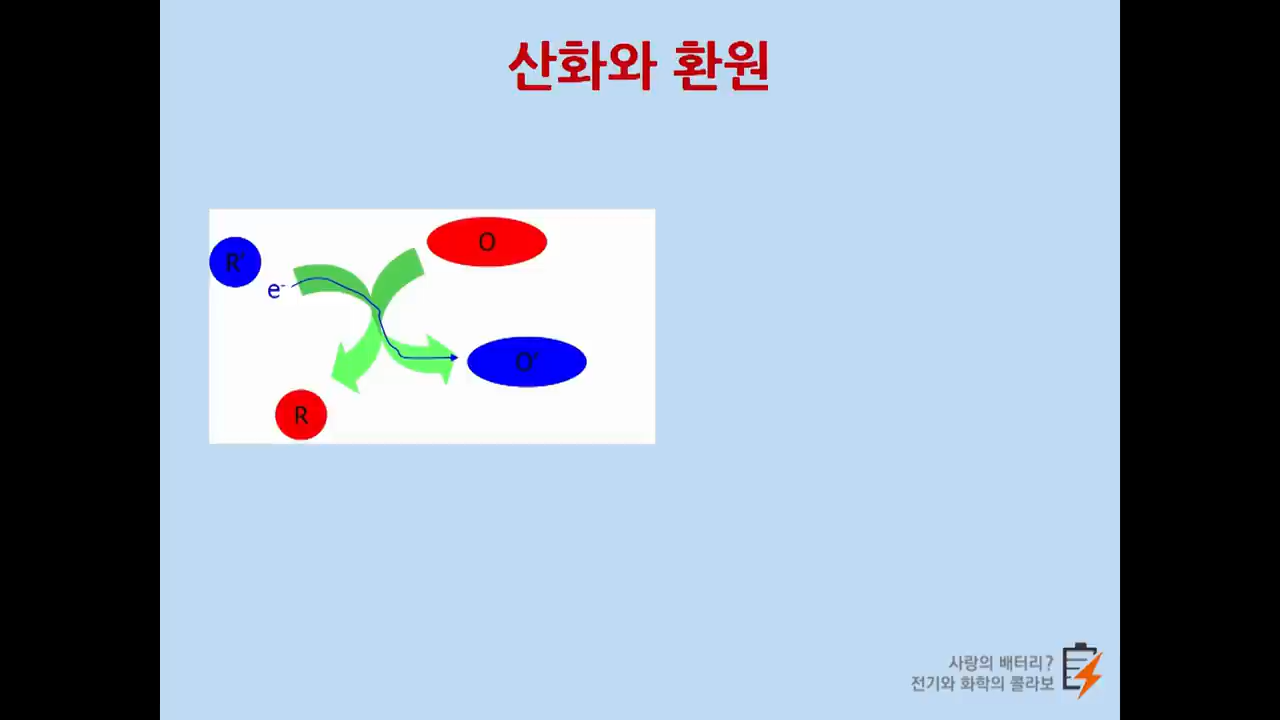 산화와 환원
R'
O
e-
O'
R
사랑의 배터리?
전기와 화학의 콜라보